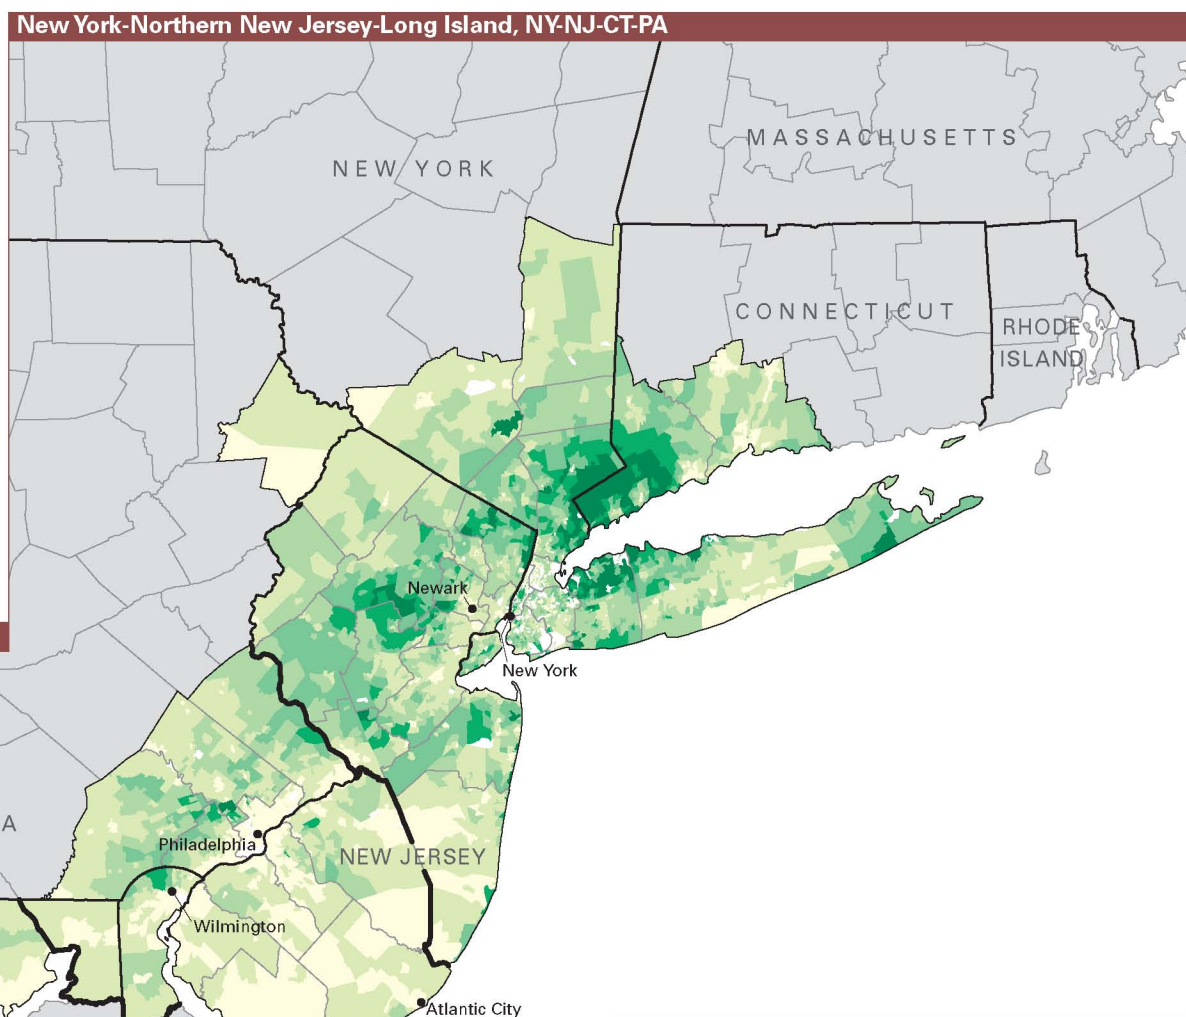 New York-Northern New Jersey-Long Island, NY-NJ-CT-PA
MASSACHUSETTS
NEW YORK
CONNECTICUT
RHODE
ISLAND
Newark
New York
A
Philadelphia
NEW JERSEY
Wilmington
Atlantic City